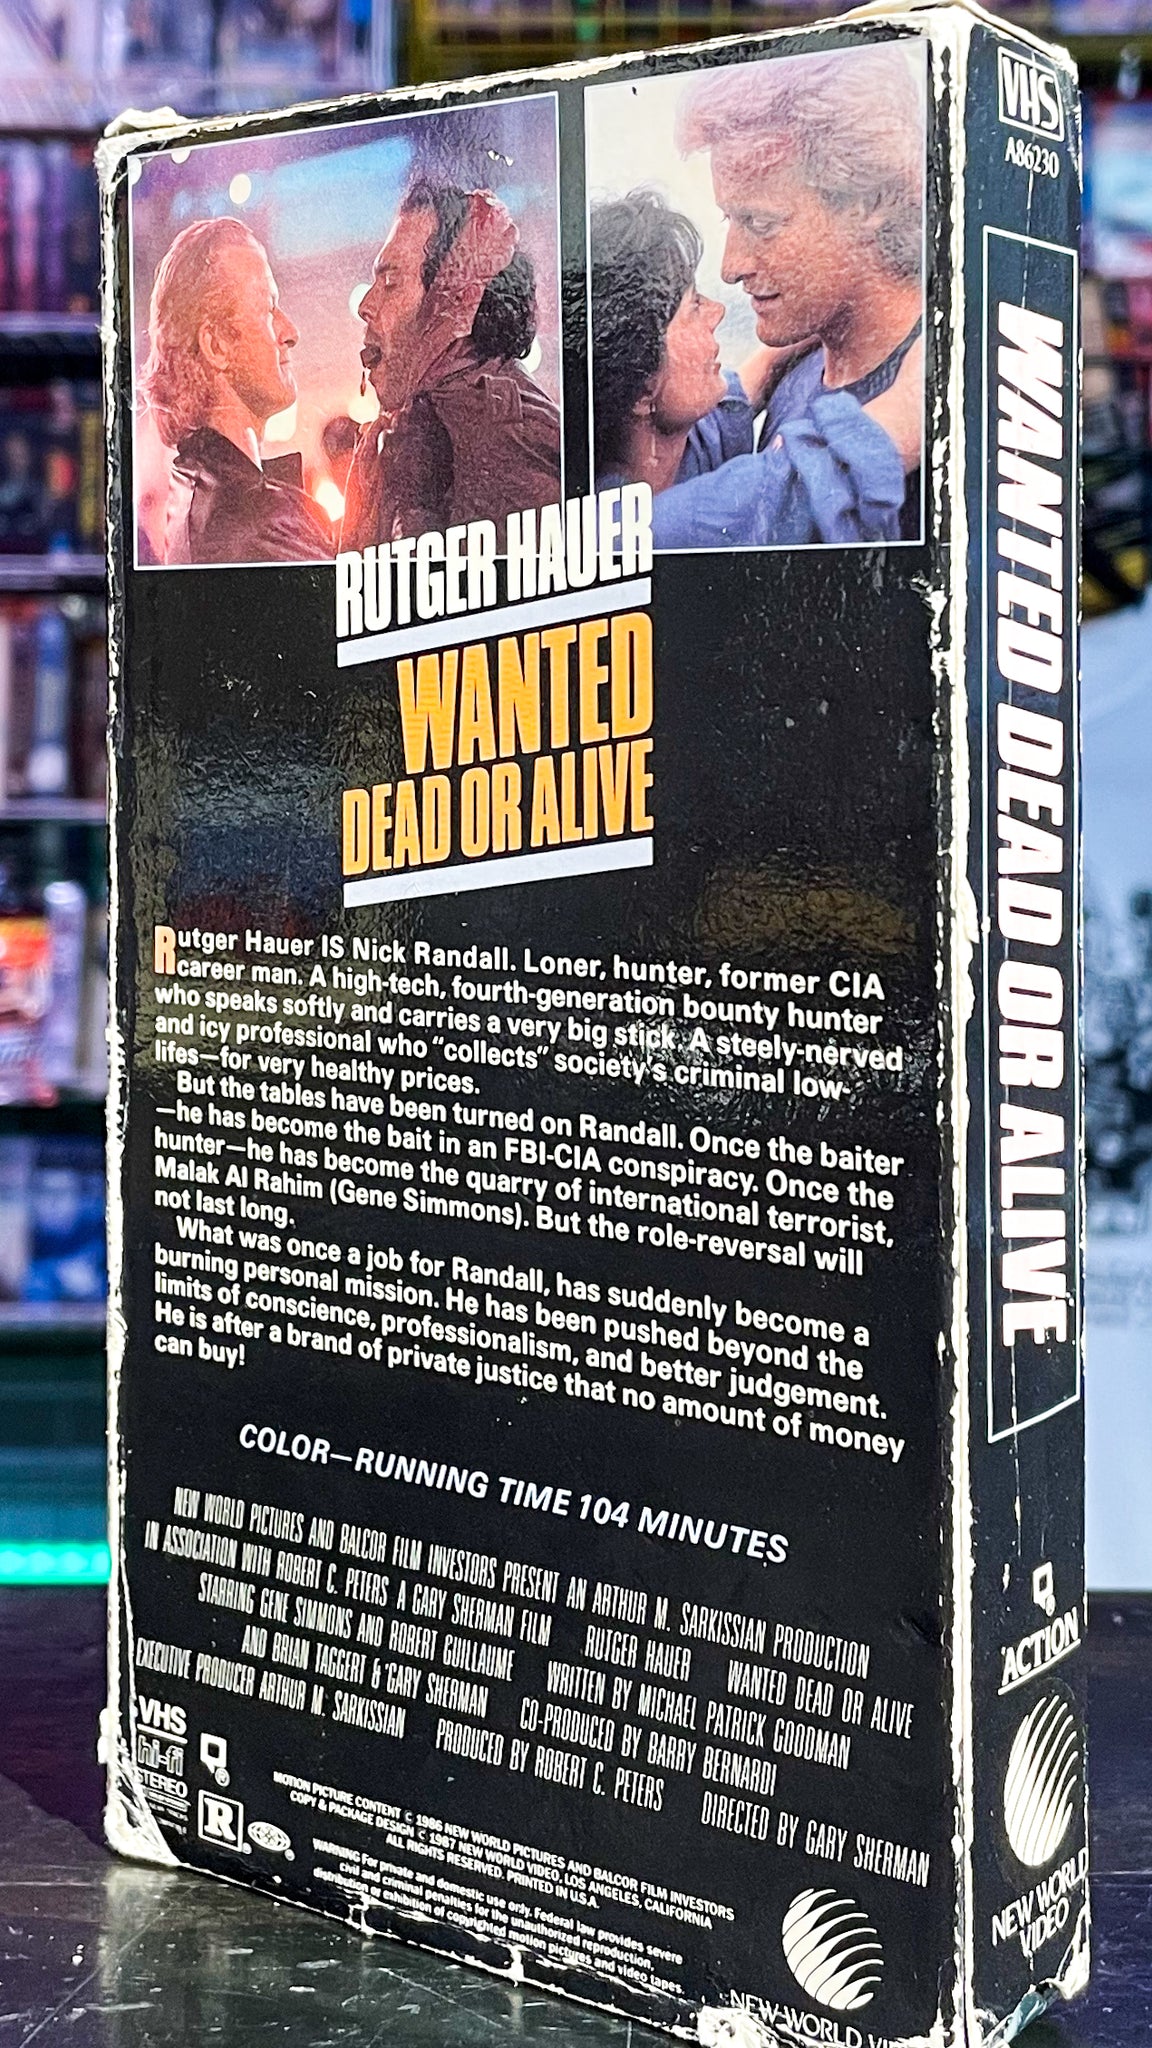 RUTGER HAUER
WANTED
DEAD OR ALIVE
Rutger Hauer IS Nick Randall. Loner, hunter, former CIA
career man. A high-tech, fourth-generation bounty hunter
who speaks softly and carries a very big stick. A steely-nerved
and icy professional who "collects" society's criminal low-
lifes—for very healthy prices.
But the tables have been turned on Randall. Once the baiter
—he has become the bait in an FBI-CIA conspiracy. Once the
hunter—he has become the quarry of international terrorist,
Malak Al Rahim (Gene Simmons). But the role-reversal will
not last long.
What was once a job for Randall, has suddenly become a
burning personal mission. He has been pushed beyond the
limits of conscience, professionalism, and better judgement.
He is after a brand of private justice that no amount of money
can buy!
COLOR—RUNNING TIME 104 MINUTES
NEW WORLD PICTURES AND BALCOR FILM INVESTORS PRESENT AN ARTHUR M. SARKISSIAN PRODUCTION
IN ASSOCIATION WITH ROBERT C. PETERS A GARY SHERMAN FILM RUTGER HAUER WANTED DEAD OR ALIVE
STARRING GENE SIMMONS AND ROBERT GUILLAUME WRITTEN BY MICHAEL PATRICK GOODMAN
AND BRIAN TAGGERT & GARY SHERMAN CO-PRODUCED BY BARRY BERNARDI
EXECUTIVE PRODUCER ARTHUR M. SARKISSIAN PRODUCED BY ROBERT C. PETERS DIRECTED BY GARY SHERMAN
VHS
hi-fi
STEREO
R
MOTION PICTURE CONTENT © 1986 NEW WORLD PICTURES AND BALCOR FILM INVESTORS
COPY & PACKAGE DESIGN © 1987 NEW WORLD VIDEO, LOS ANGELES, CALIFORNIA
ALL RIGHTS RESERVED. PRINTED IN U.S.A.
WARNING: For private and domestic use only. Federal law provides severe
civil and criminal penalties for the unauthorized reproduction,
distribution or exhibition of copyrighted motion pictures and video tapes.
NEW WORLD VI
VHS
A86230
WANTED DEAD OR ALIVE
ACTION
NEW WORLD
VIDEO